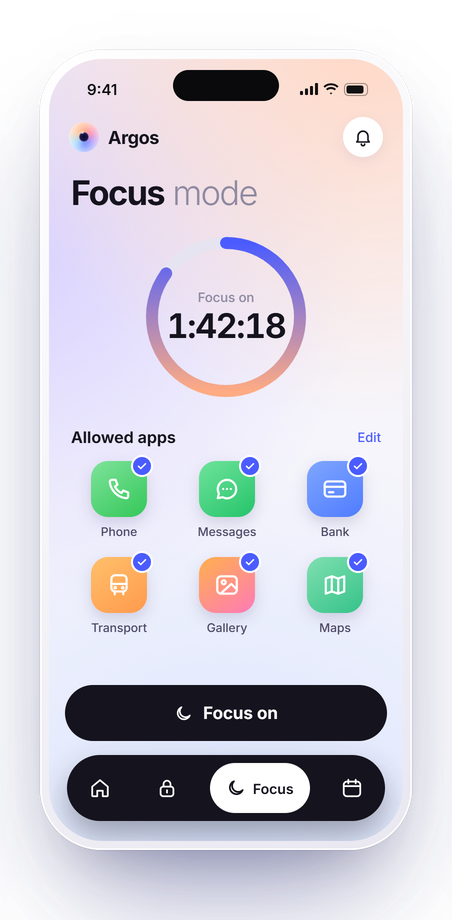 9:41
Argos
Focus mode
Focus on
1:42:18
Allowed apps
Edit
Phone
Messages
Bank
Transport
Gallery
Maps
Focus on
Focus